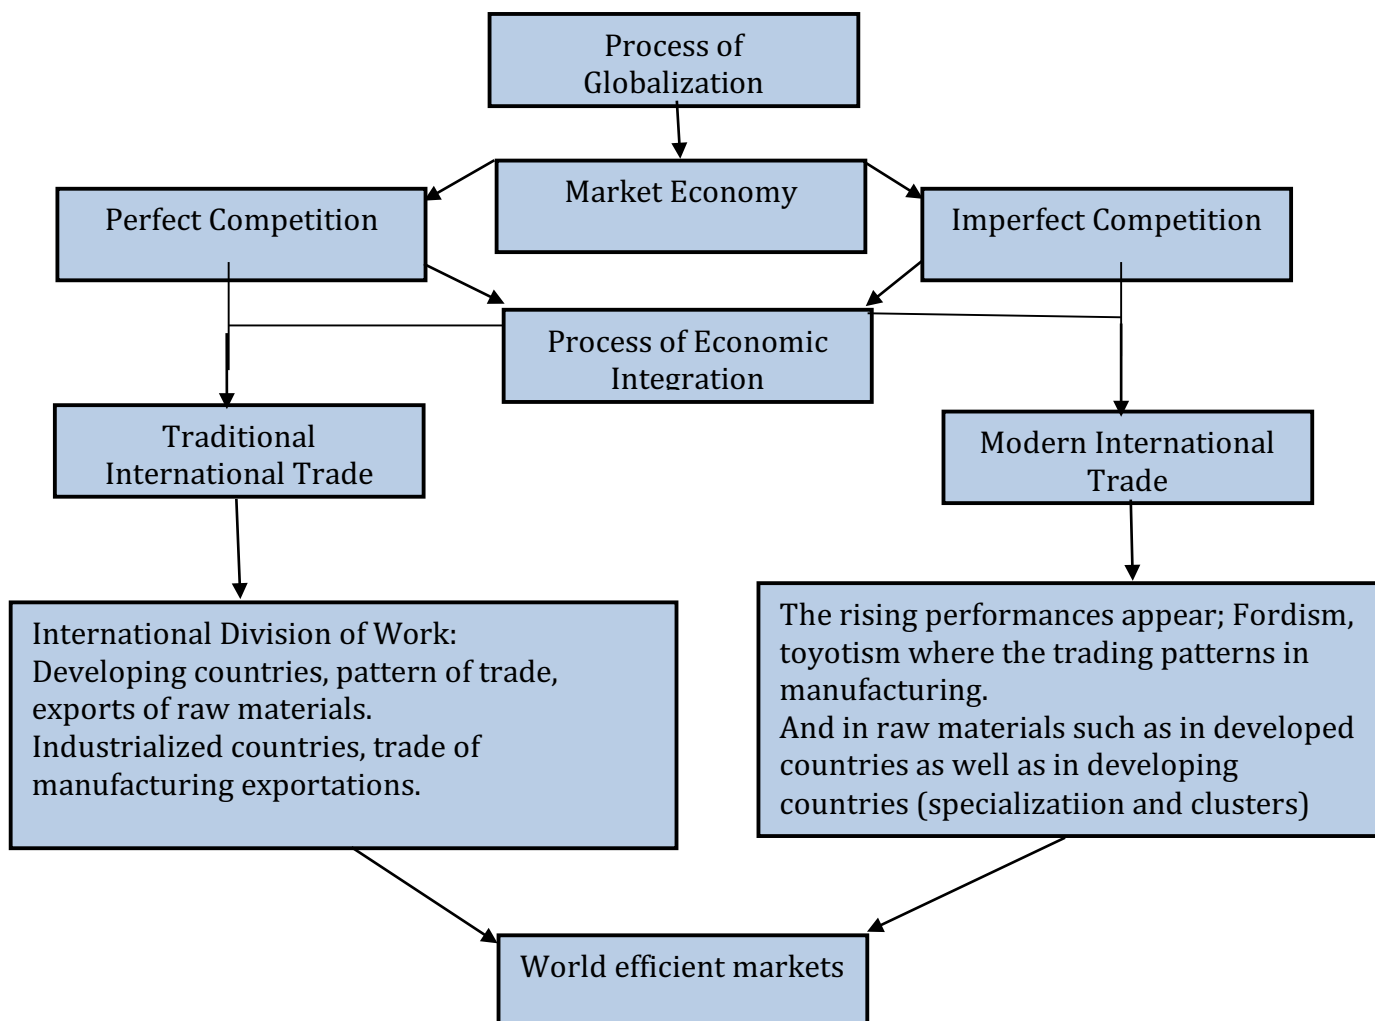 Process of
Globalization
Market Economy
Perfect Competition
Imperfect Competition
Process of Economic
Integration
Traditional
International Trade
Modern International
Trade
International Division of Work:
Developing countries, pattern of trade,
exports of raw materials.
Industrialized countries, trade of
manufacturing exportations.
The rising performances appear; Fordism,
toyotism where the trading patterns in
manufacturing.
And in raw materials such as in developed
countries as well as in developing
countries (specializatiion and clusters)
World efficient markets